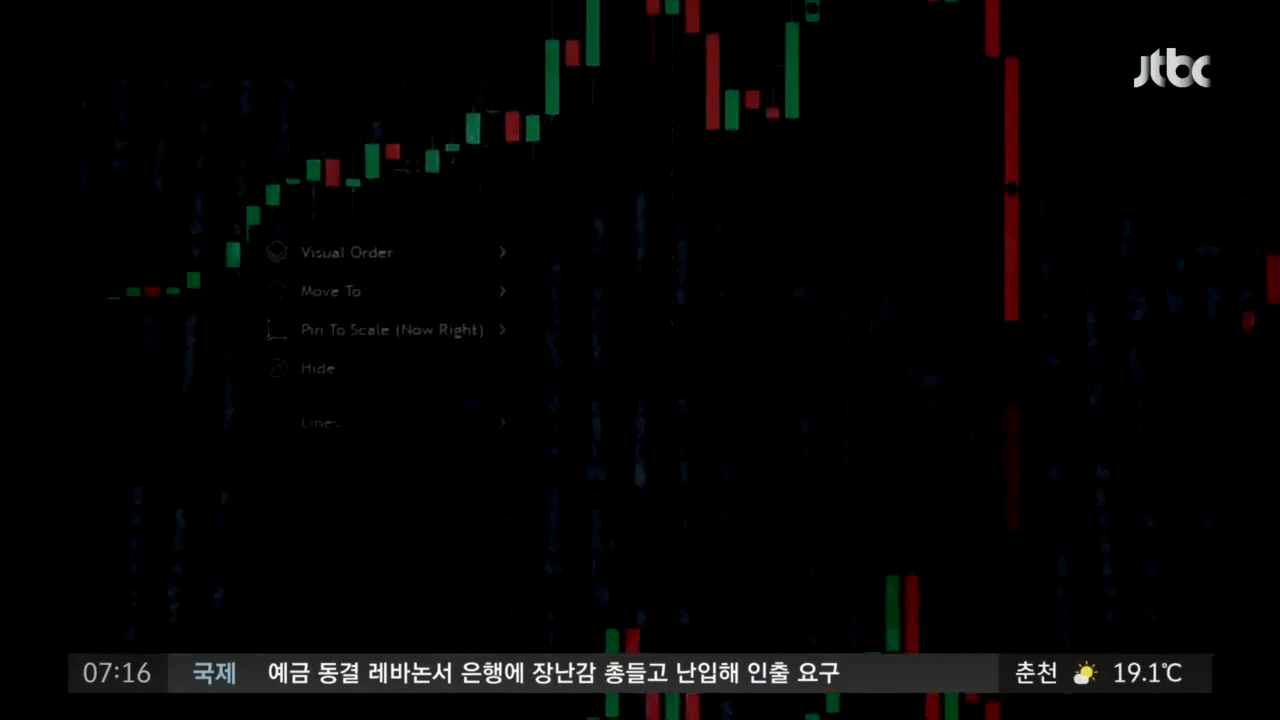 jtbc
Visual Order
Move To
Pin To Scale (Now Right)
Hide
Lines
07:16 국제 예금 동결 레바논서 은행에 장난감 총들고 난입해 인출 요구 춘천 19.1℃